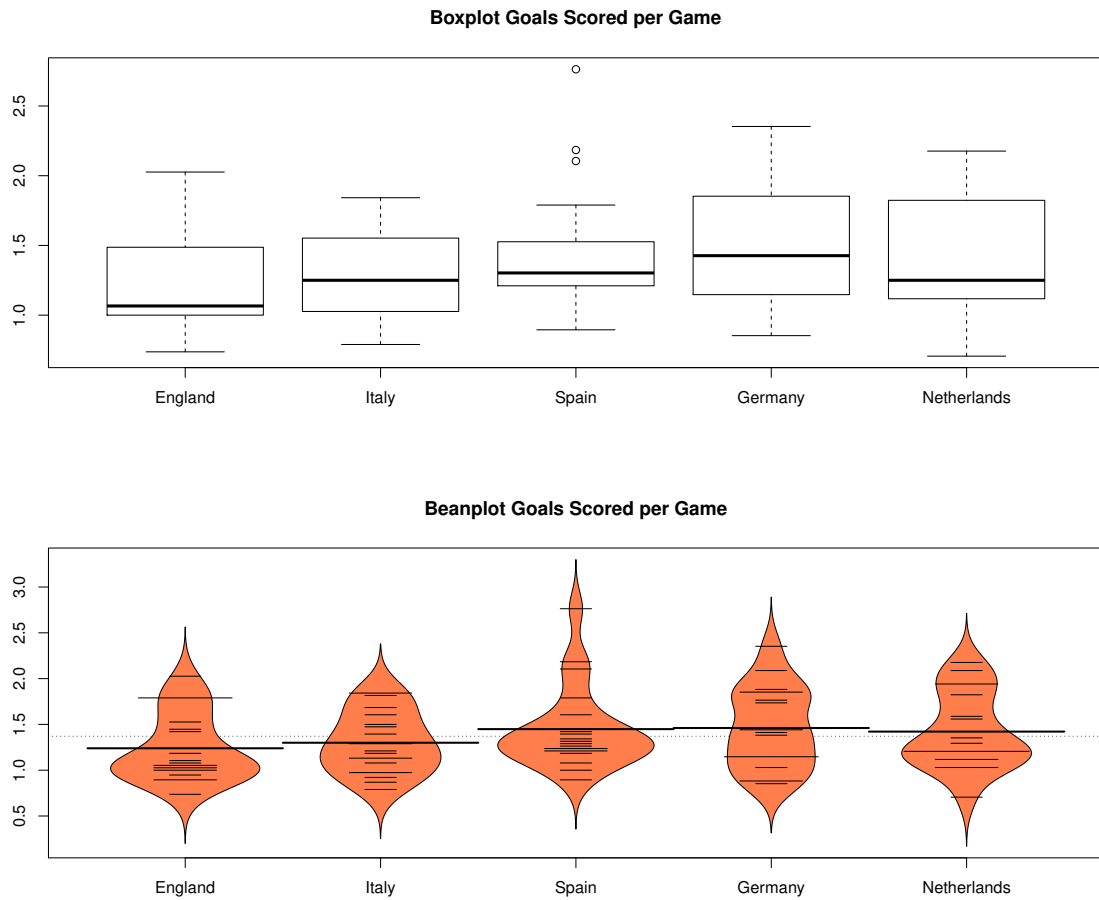 Boxplot Goals Scored per Game
2.5
2.0
1.5
1.0
England Italy Spain Germany Netherlands
Beanplot Goals Scored per Game
3.0
2.5
2.0
1.5
1.0
0.5
England Italy Spain Germany Netherlands